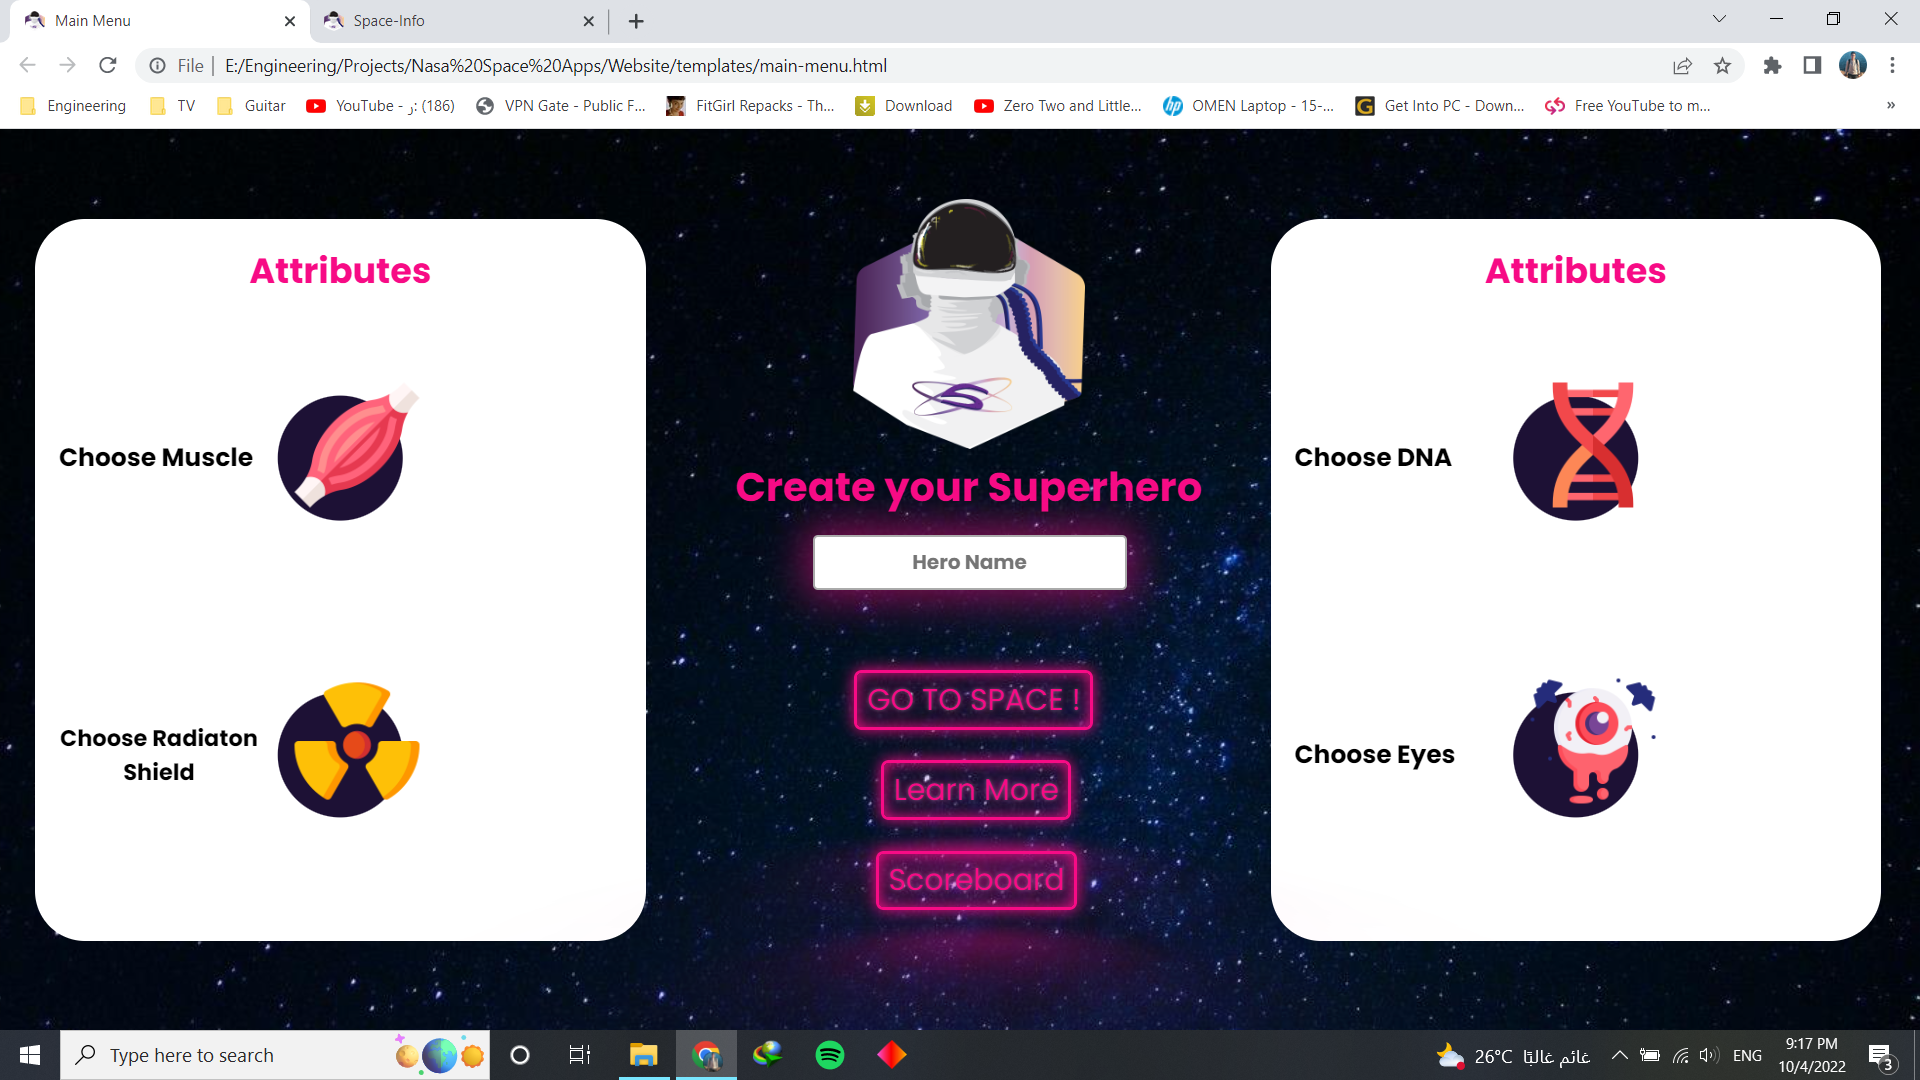 Main Menu
Space-Info
File
E:/Engineering/Projects/Nasa%20Space%20Apps/Website/templates/main-menu.html
Engineering
TV
Guitar
YouTube - ر: (186)
VPN Gate - Public F...
FitGirl Repacks - Th...
Download
Zero Two and Little...
OMEN Laptop - 15-...
Get Into PC - Down...
Free YouTube to m...
»
Attributes
Choose Muscle
Choose Radiaton
Shield
Create your Superhero
Hero Name
GO TO SPACE !
Learn More
Scoreboard
Attributes
Choose DNA
Choose Eyes
Type here to search
26°C غائم غالبًا
ENG
9:17 PM
10/4/2022
3